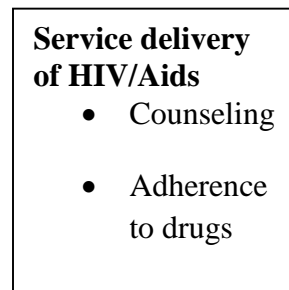 Service delivery
of HIV/Aids
• Counseling
• Adherence
to drugs